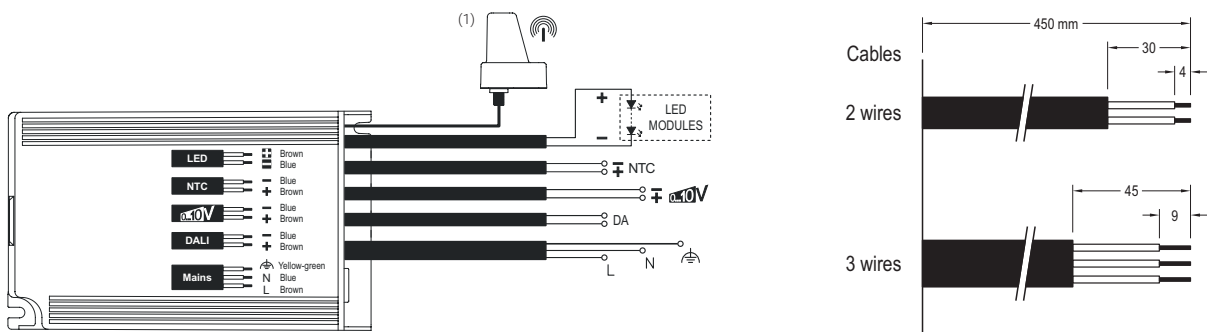 (1)
+
−
LED
MODULES
LED
Brown
Blue
NTC
− Blue
+ Brown
0...10V
− Blue
+ Brown
DALI
− Blue
+ Brown
Mains
Yellow-green
N Blue
L Brown
NTC
0...10V
DA
L
N
Cables
450 mm
30
4
2 wires
45
9
3 wires